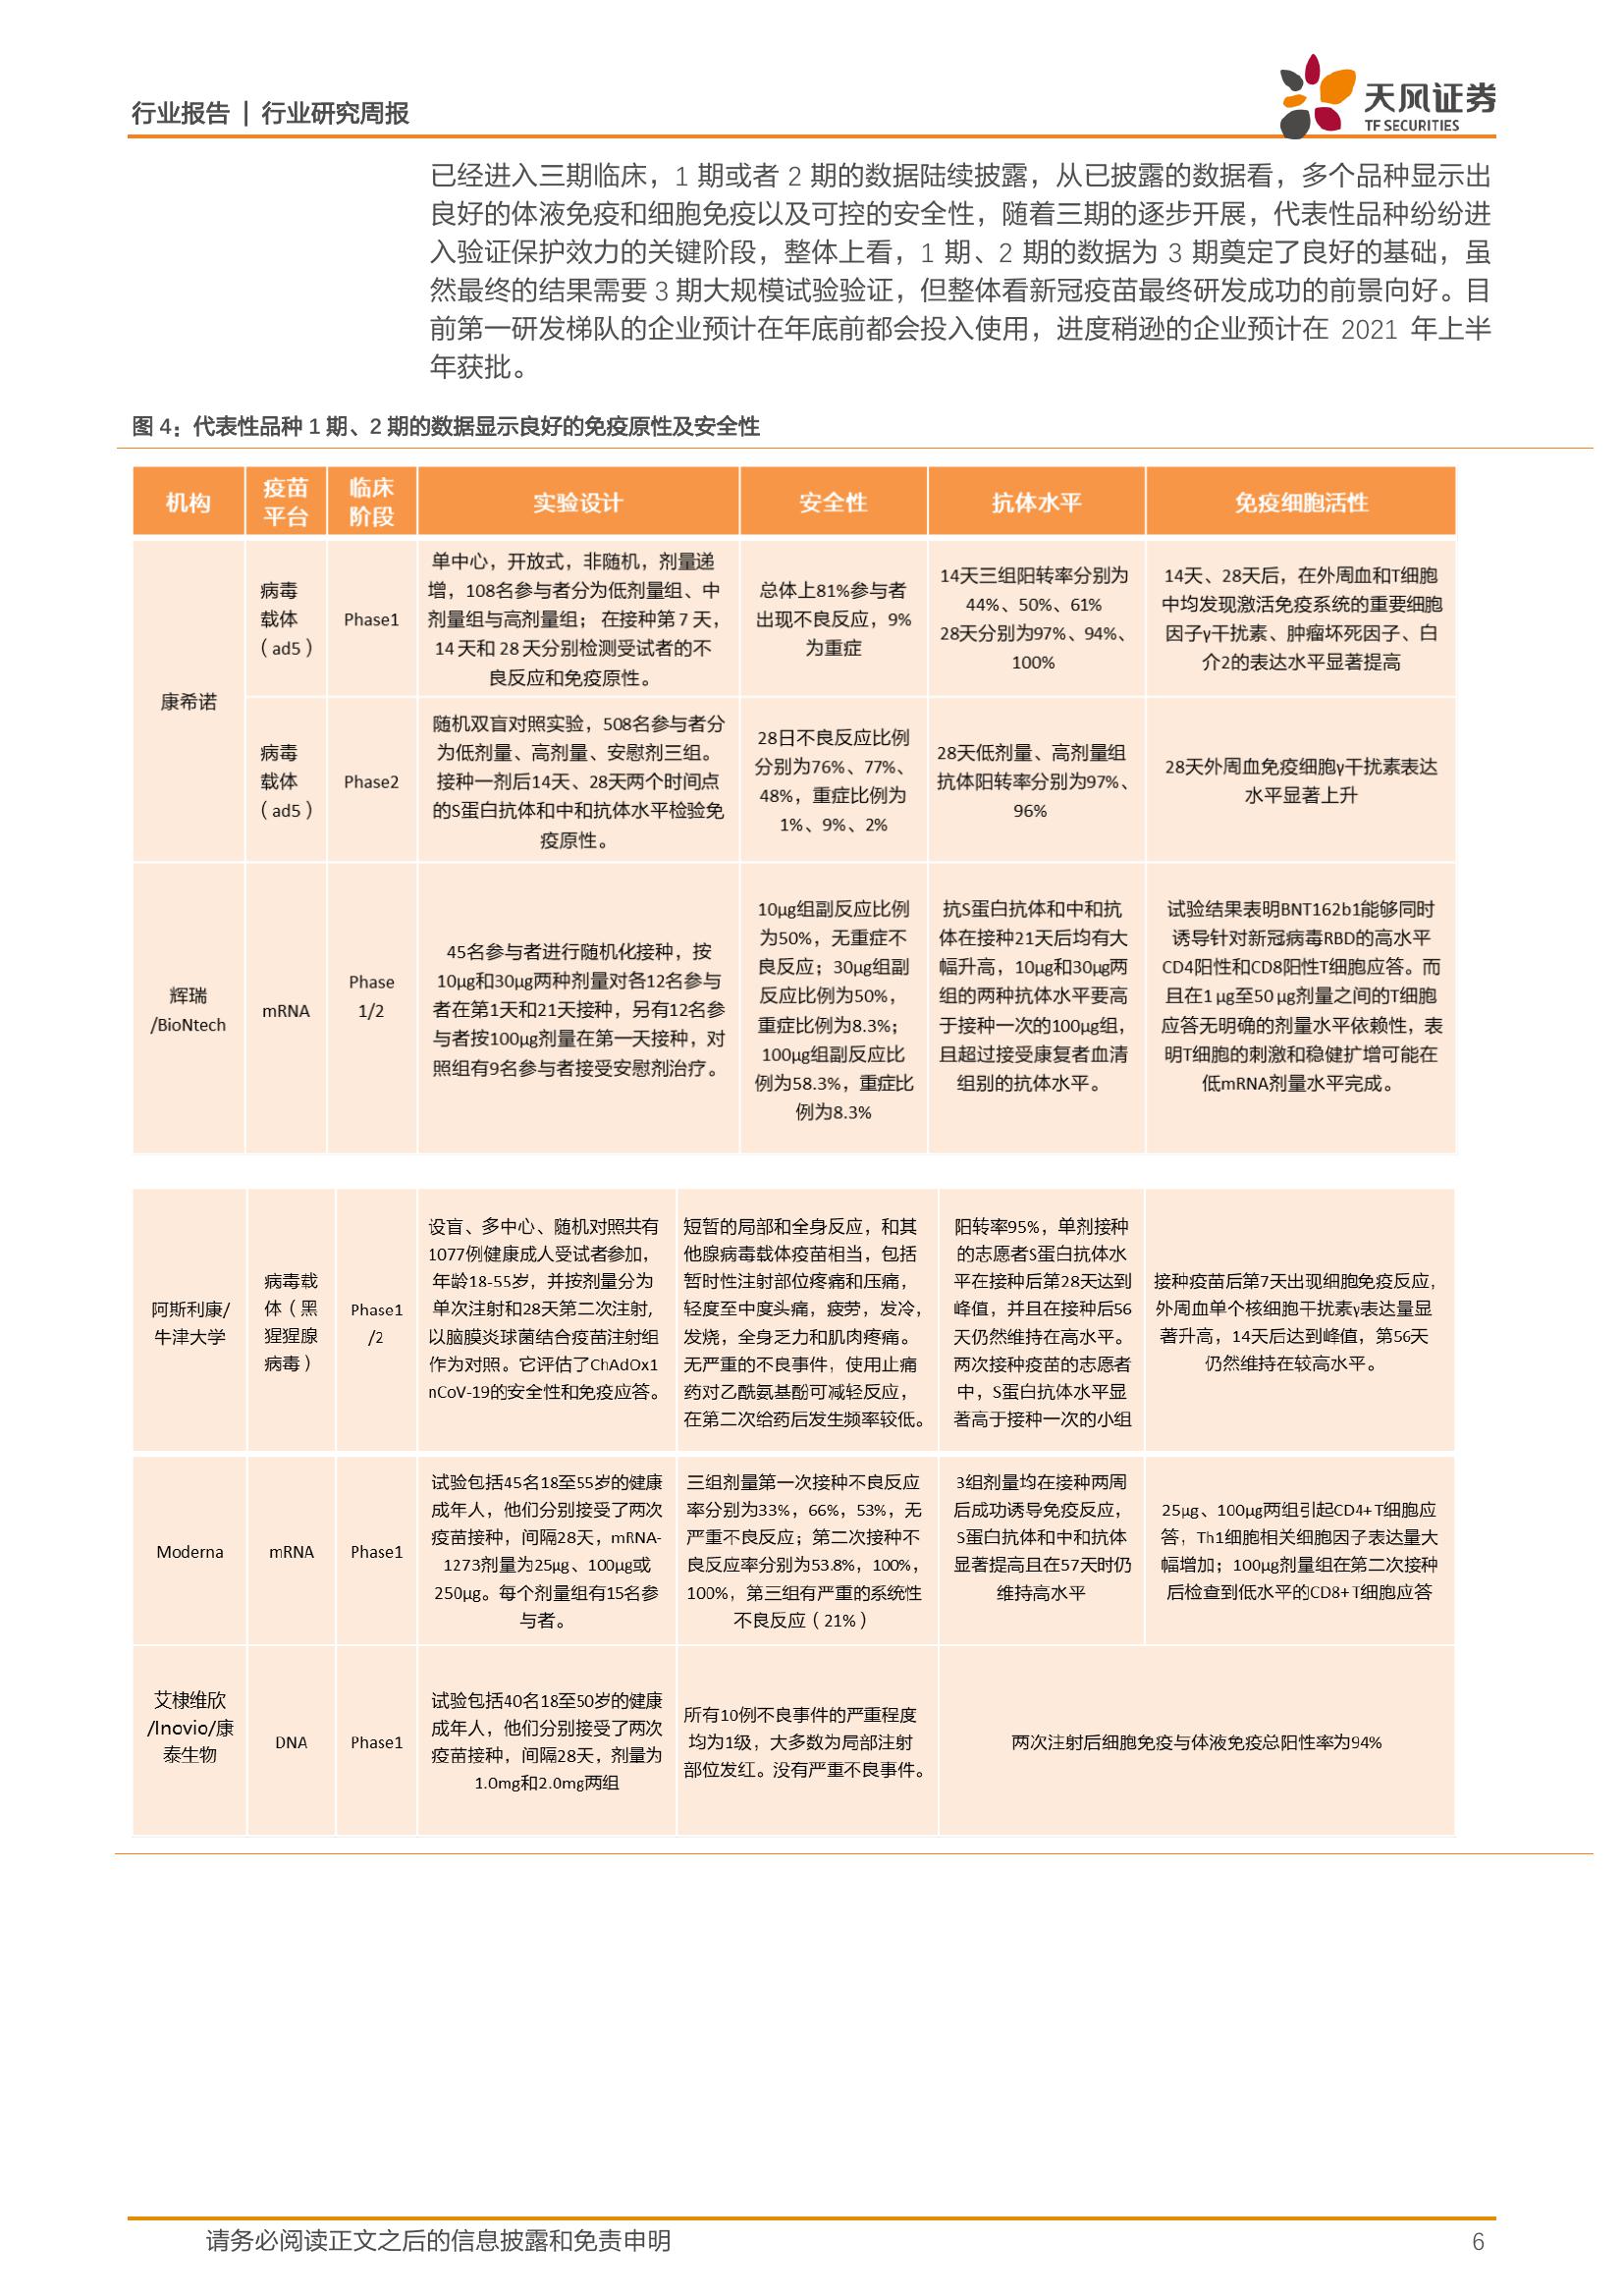 行业报告 | 行业研究周报
天风证券
TF SECURITIES
已经进入三期临床，1 期或者 2 期的数据陆续披露，从已披露的数据看，多个品种显示出
良好的体液免疫和细胞免疫以及可控的安全性，随着三期的逐步开展，代表性品种纷纷进
入验证保护效力的关键阶段，整体上看，1 期、2 期的数据为 3 期奠定了良好的基础，虽
然最终的结果需要 3 期大规模试验验证，但整体看新冠疫苗最终研发成功的前景向好。目
前第一研发梯队的企业预计在年底前都会投入使用，进度稍逊的企业预计在 2021 年上半
年获批。
图 4：代表性品种 1 期、2 期的数据显示良好的免疫原性及安全性
机构
疫苗
平台
临床
阶段
实验设计
安全性
抗体水平
免疫细胞活性
康希诺
病毒
载体
（ad5）
Phase1
单中心，开放式，非随机，剂量递
增，108名参与者分为低剂量组、中
剂量组与高剂量组；在接种第 7 天，
14 天和 28 天分别检测受试者的不
良反应和免疫原性。
总体上81%参与者
出现不良反应，9%
为重症
14天三组阳转率分别为
44%、50%、61%
28天分别为97%、94%、
100%
14天、28天后，在外周血和T细胞
中均发现激活免疫系统的重要细胞
因子γ干扰素、肿瘤坏死因子、白
介2的表达水平显著提高
病毒
载体
（ad5）
Phase2
随机双盲对照实验，508名参与者分
为低剂量、高剂量、安慰剂三组。
接种一剂后14天、28天两个时间点
的S蛋白抗体和中和抗体水平检验免
疫原性。
28日不良反应比例
分别为76%、77%、
48%，重症比例为
1%、9%、2%
28天低剂量、高剂量组
抗体阳转率分别为97%、
96%
28天外周血免疫细胞γ干扰素表达
水平显著上升
辉瑞
/BioNtech
mRNA
Phase
1/2
45名参与者进行随机化接种，按
10μg和30μg两种剂量对各12名参与
者在第1天和21天接种，另有12名参
与者按100μg剂量在第一天接种，对
照组有9名参与者接受安慰剂治疗。
10μg组副反应比例
为50%，无重症不
良反应；30μg组副
反应比例为50%，
重症比例为8.3%；
100μg组副反应比
例为58.3%，重症比
例为8.3%
抗S蛋白抗体和中和抗
体在接种21天后均有大
幅升高，10μg和30μg两
组的两种抗体水平要高
于接种一次的100μg组，
且超过接受康复者血清
组别的抗体水平。
试验结果表明BNT162b1能够同时
诱导针对新冠病毒RBD的高水平
CD4阳性和CD8阳性T细胞应答。而
且在1 μg至50 μg剂量之间的T细胞
应答无明确的剂量水平依赖性，表
明T细胞的刺激和稳健扩增可能在
低mRNA剂量水平完成。
阿斯利康/
牛津大学
病毒载
体（黑
猩猩腺
病毒）
Phase1
/2
设盲、多中心、随机对照共有
1077例健康成人受试者参加，
年龄18-55岁，并按剂量分为
单次注射和28天第二次注射，
以脑膜炎球菌结合疫苗注射组
作为对照。它评估了ChAdOx1
nCoV-19的安全性和免疫应答。
短暂的局部和全身反应，和其
他腺病毒载体疫苗相当，包括
暂时性注射部位疼痛和压痛，
轻度至中度头痛，疲劳，发冷，
发烧，全身乏力和肌肉疼痛。
无严重的不良事件，使用止痛
药对乙酰氨基酚可减轻反应，
在第二次给药后发生频率较低。
阳转率95%，单剂接种
的志愿者S蛋白抗体水
平在接种后第28天达到
峰值，并且在接种后56
天仍然维持在高水平。
两次接种疫苗的志愿者
中，S蛋白抗体水平显
著高于接种一次的小组
接种疫苗后第7天出现细胞免疫反应，
外周血单个核细胞干扰素γ表达量显
著升高，14天后达到峰值，第56天
仍然维持在较高水平。
Moderna
mRNA
Phase1
试验包括45名18至55岁的健康
成年人，他们分别接受了两次
疫苗接种，间隔28天，mRNA-
1273剂量为25μg、100μg或
250μg。每个剂量组有15名参
与者。
三组剂量第一次接种不良反应
率分别为33%，66%，53%，无
严重不良反应；第二次接种不
良反应率分别为53.8%，100%，
100%，第三组有严重的系统性
不良反应（21%）
3组剂量均在接种两周
后成功诱导免疫反应，
S蛋白抗体和中和抗体
显著提高且在57天时仍
维持高水平
25μg、100μg两组引起CD4+ T细胞应
答，Th1细胞相关细胞因子表达量大
幅增加；100μg剂量组在第二次接种
后检查到低水平的CD8+ T细胞应答
艾棣维欣
/Inovio/康
泰生物
DNA
Phase1
试验包括40名18至50岁的健康
成年人，他们分别接受了两次
疫苗接种，间隔28天，剂量为
1.0mg和2.0mg两组
所有10例不良事件的严重程度
均为1级，大多数为局部注射
部位发红。没有严重不良事件。
两次注射后细胞免疫与体液免疫总阳性率为94%
请务必阅读正文之后的信息披露和免责申明
6